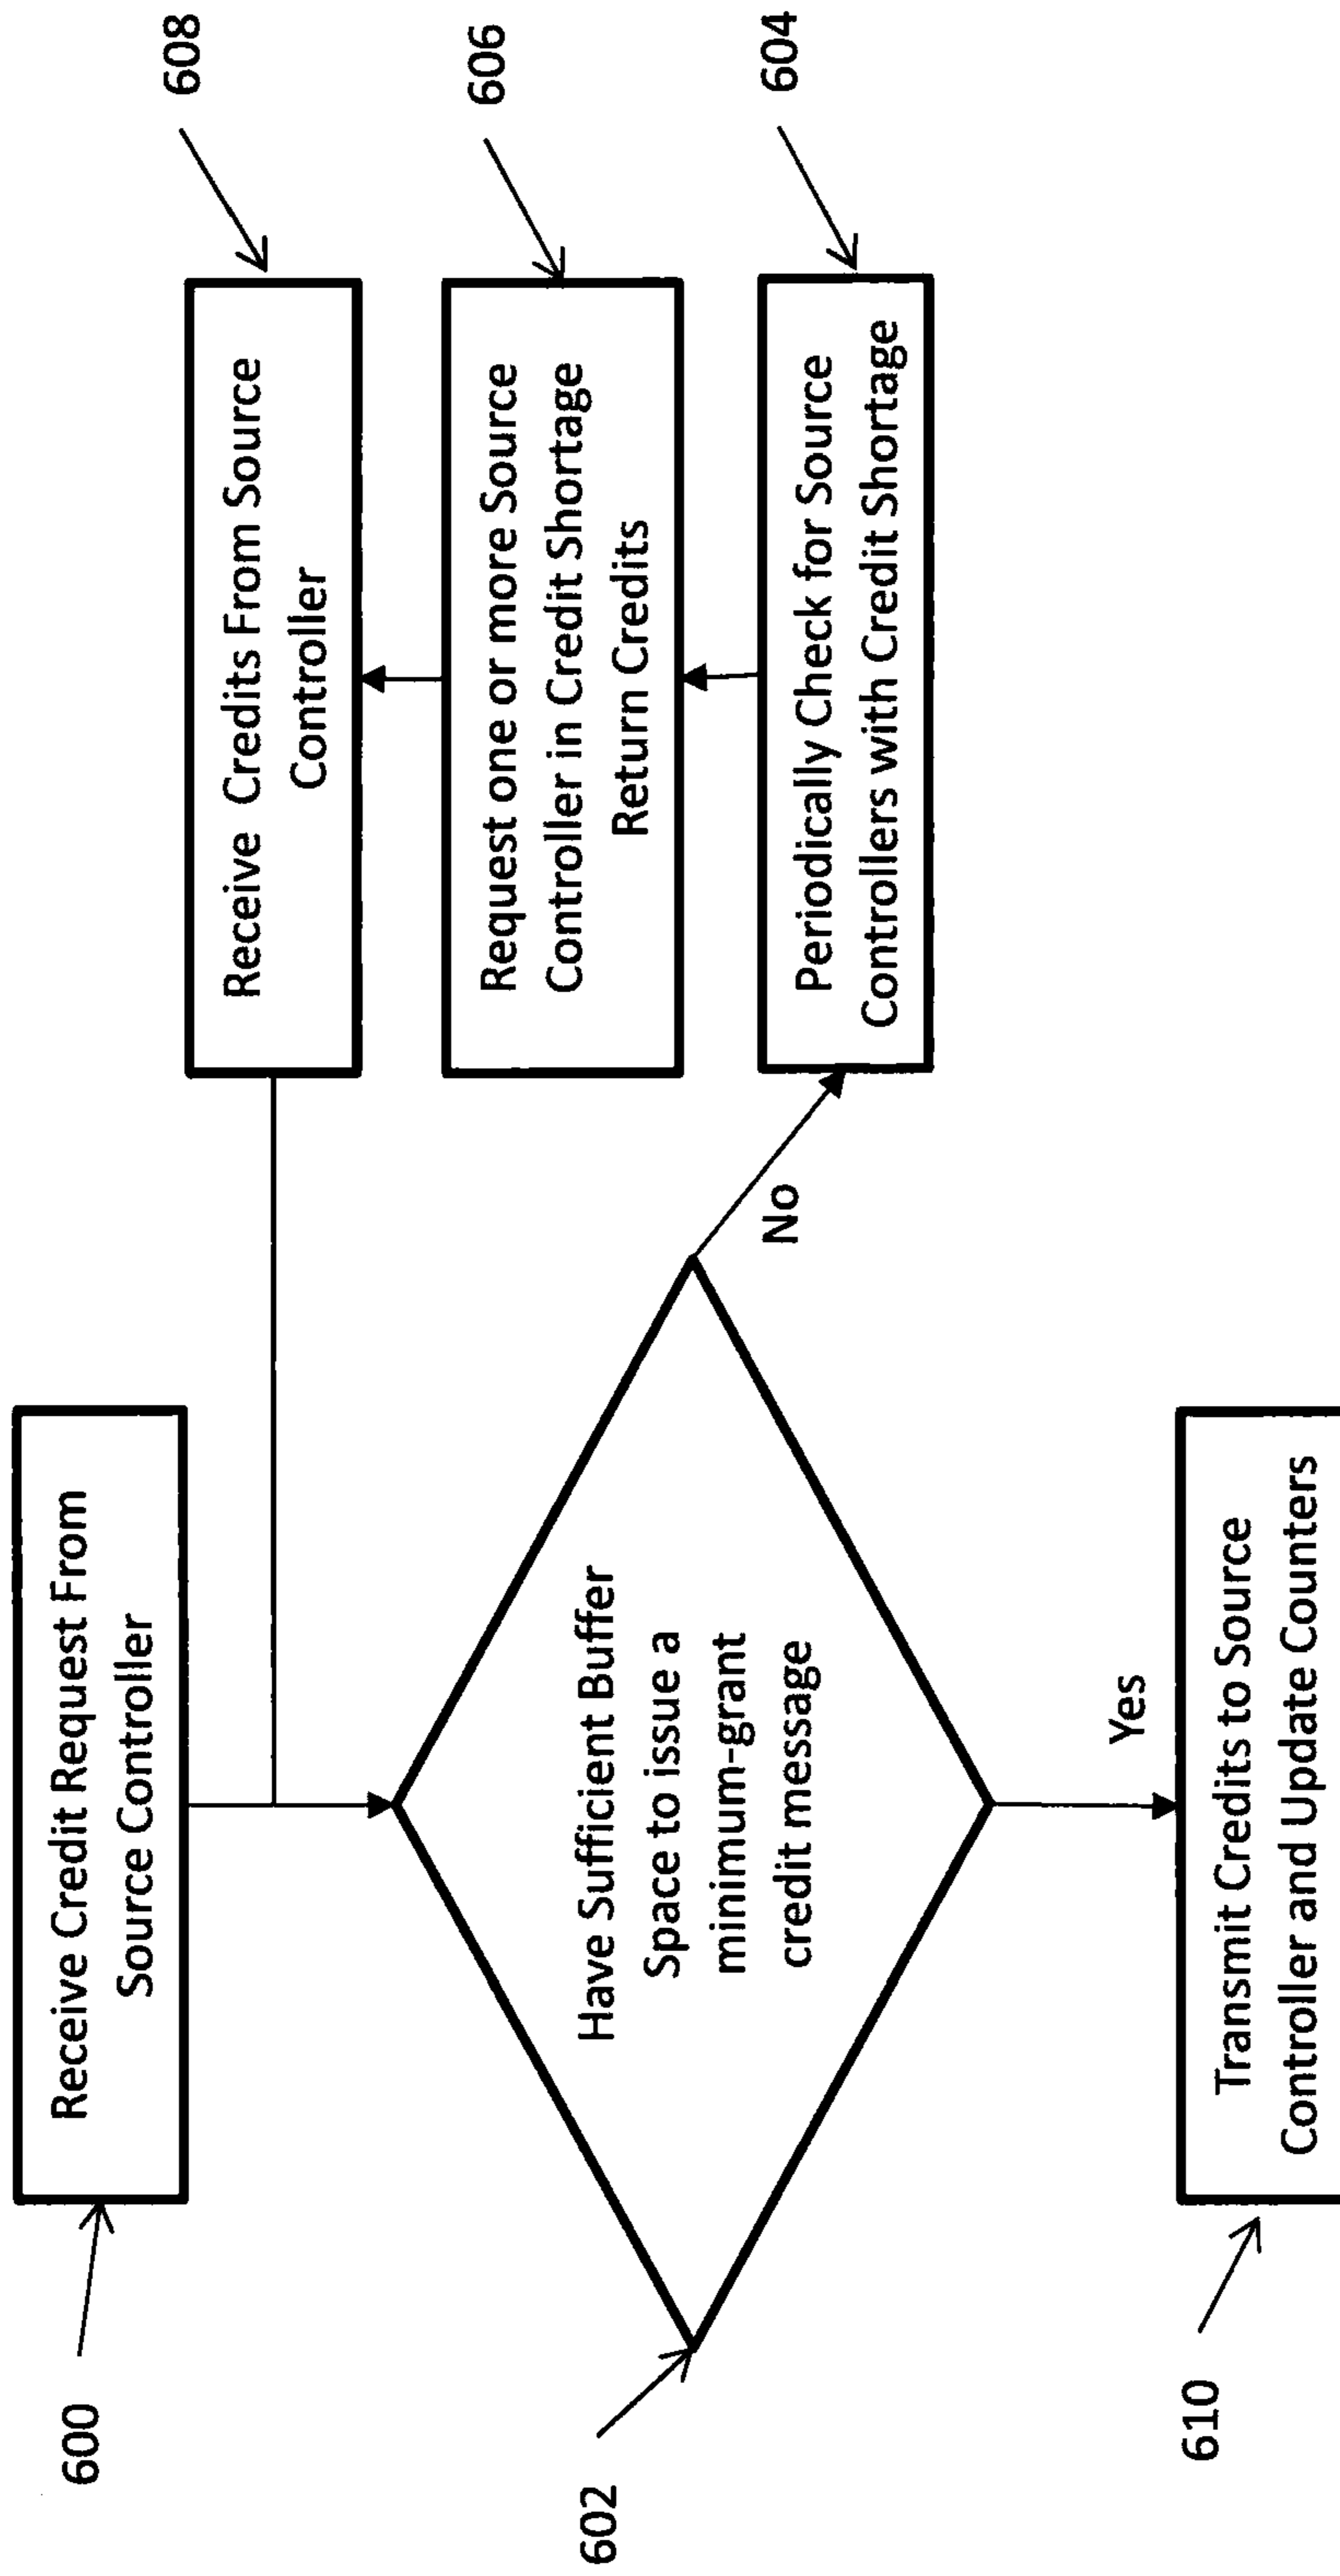 600
Receive Credit Request From
Source Controller
602
Have Sufficient Buffer
Space to issue a
minimum-grant
credit message
No
Yes
608
Receive Credits From Source
Controller
606
Request one or more Source
Controller in Credit Shortage
Return Credits
604
Periodically Check for Source
Controllers with Credit Shortage
610
Transmit Credits to Source
Controller and Update Counters